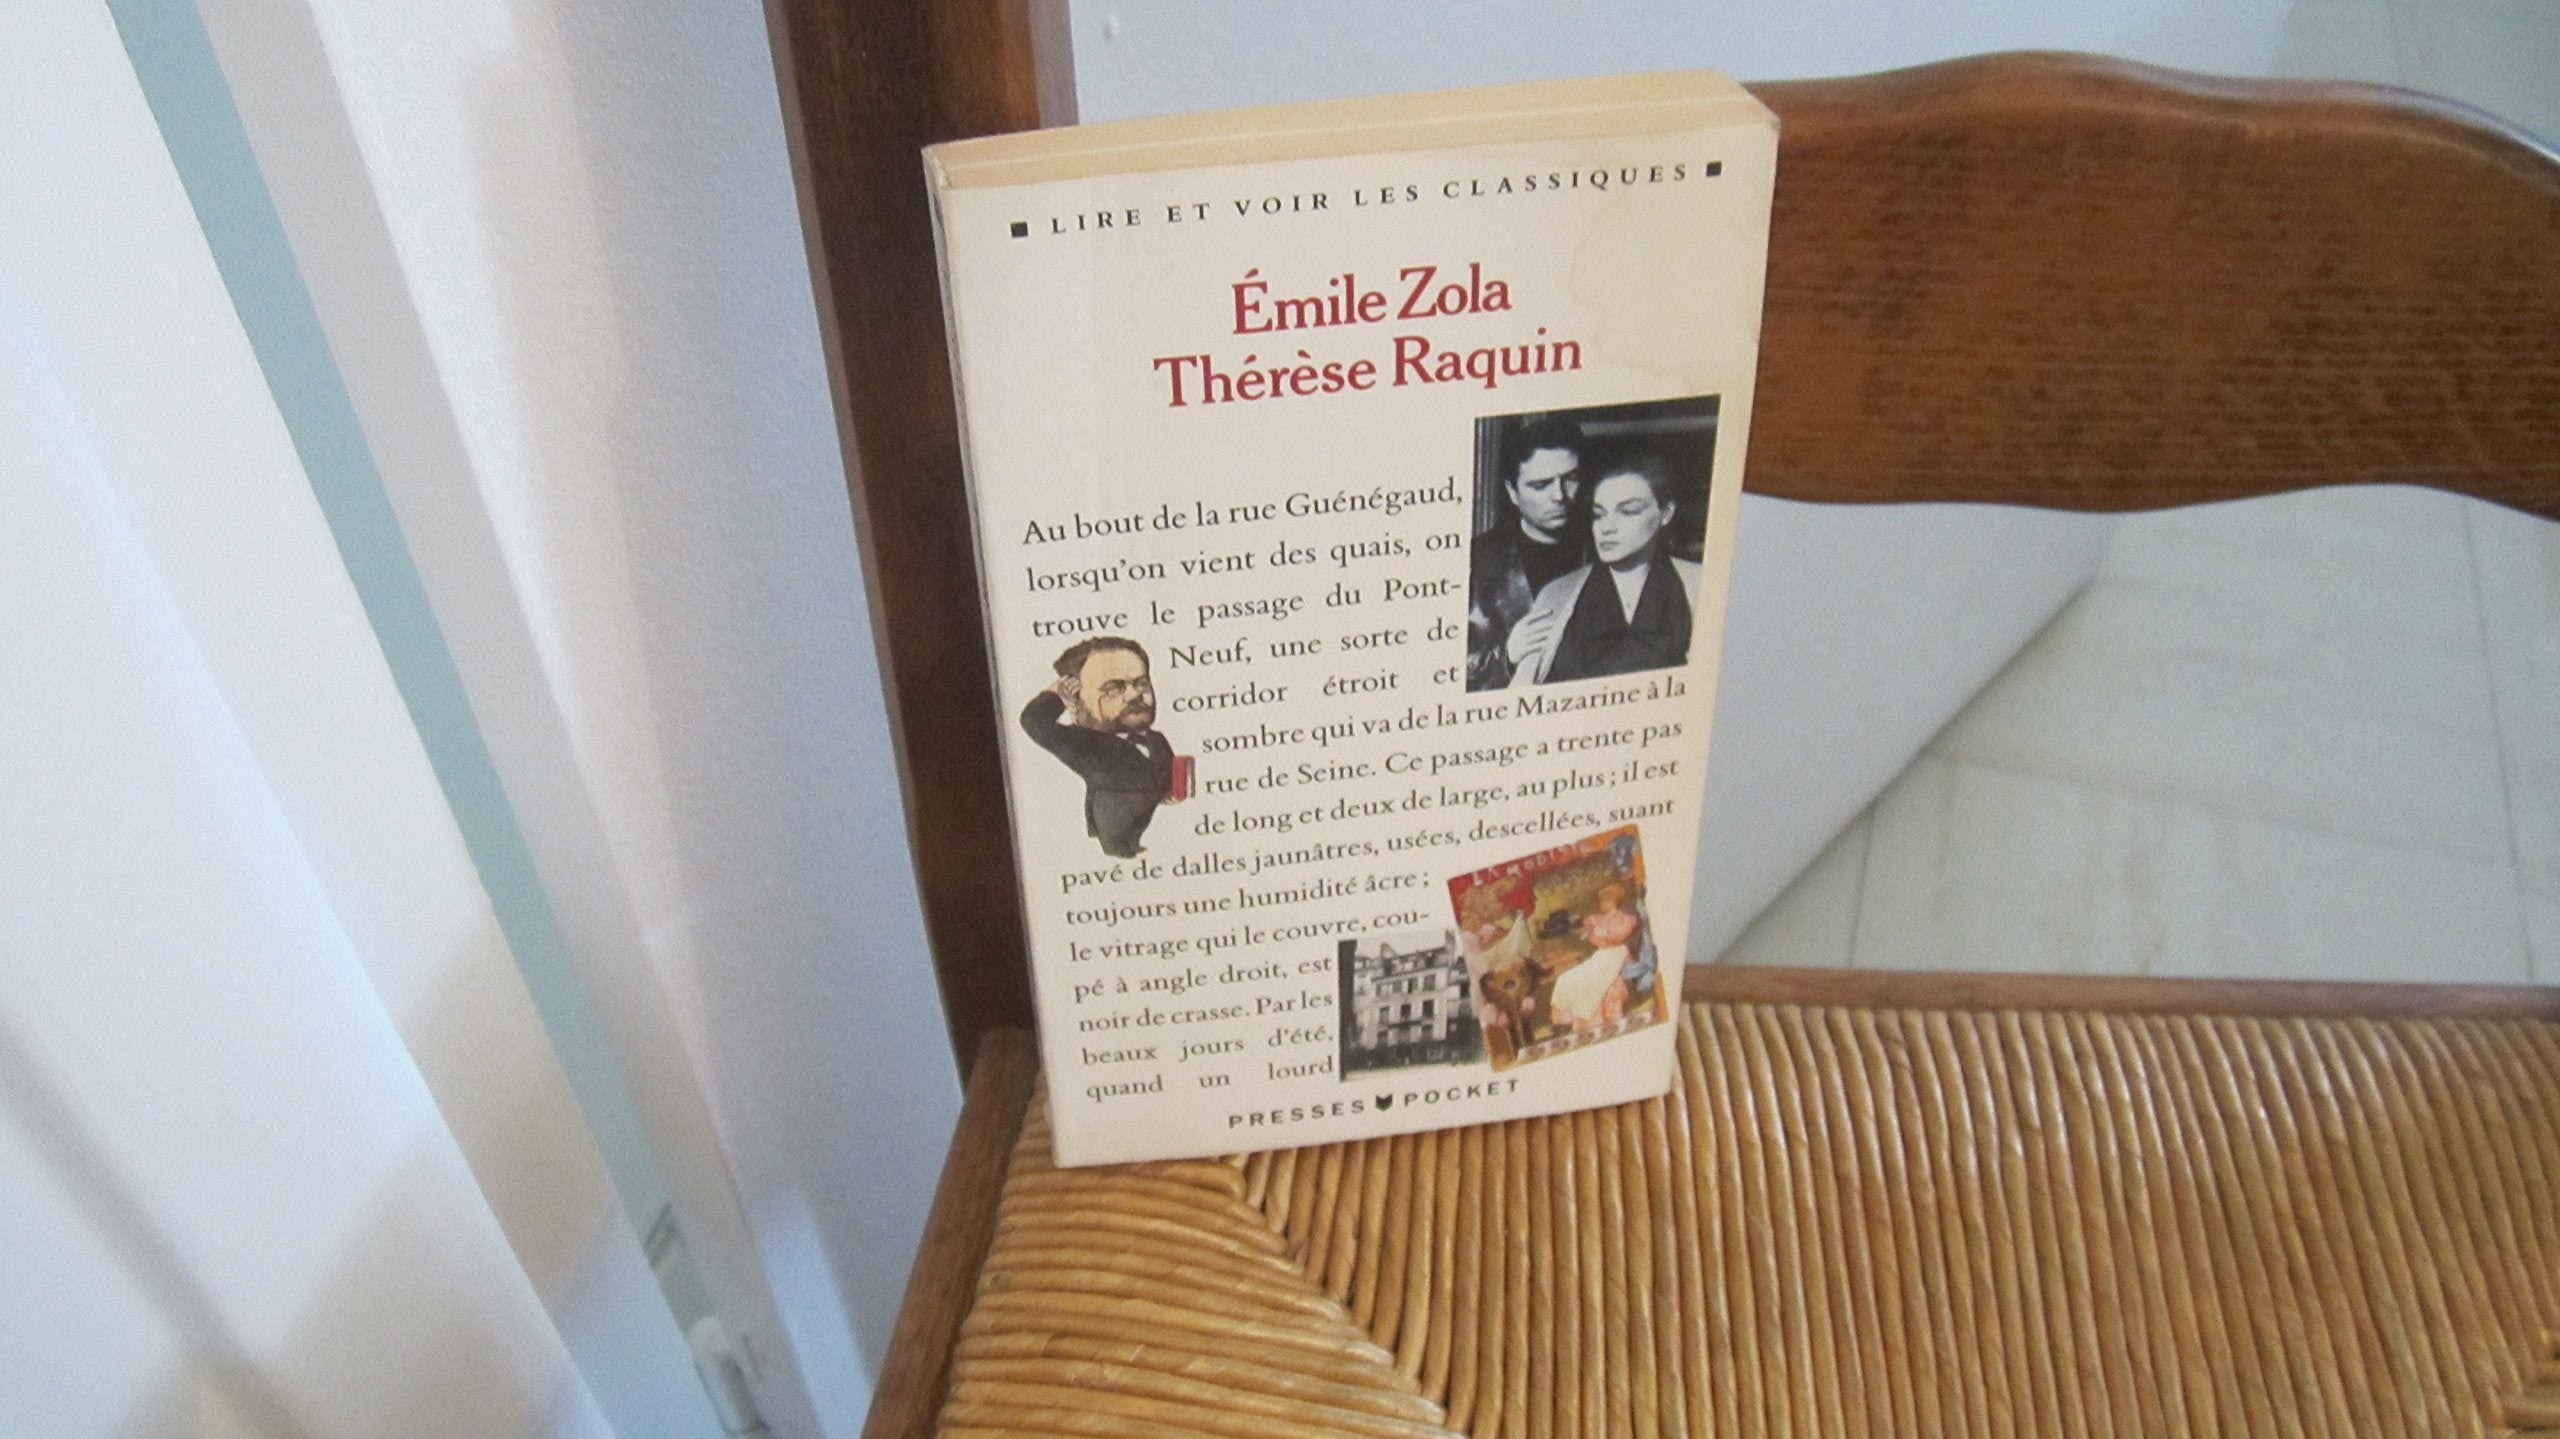 ■ LIRE ET VOIR LES CLASSIQUES ■
Émile Zola
Thérèse Raquin
Au bout de la rue Guénégaud,
lorsqu'on vient des quais, on
trouve le passage du Pont-
Neuf, une sorte de
corridor étroit et
sombre qui va de la rue Mazarine à la
rue de Seine. Ce passage a trente pas
de long et deux de large, au plus ; il est
pavé de dalles jaunâtres, usées, descellées, suant
toujours une humidité âcre ;
le vitrage qui le couvre, cou-
pé à angle droit, est
noir de crasse. Par les
beaux jours d'été,
quand un lourd
LA MODISTE
PRESSES POCKET